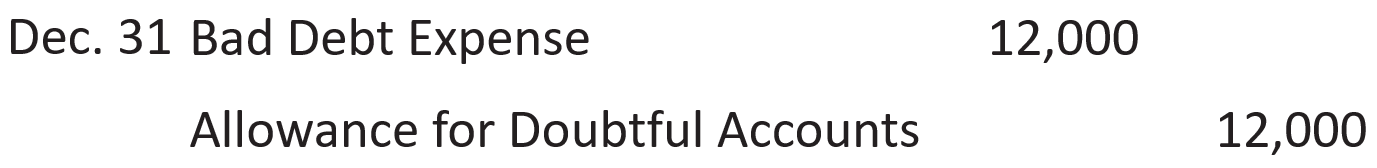 Dec. 31 Bad Debt Expense 12,000
Allowance for Doubtful Accounts 12,000